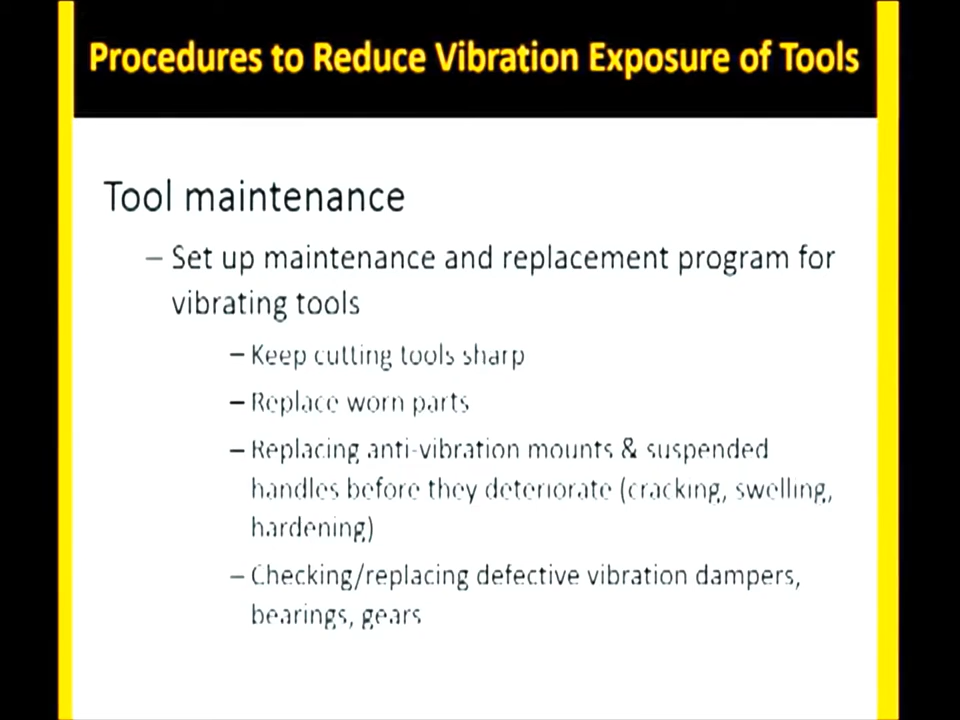 Procedures to Reduce Vibration Exposure of Tools
Tool maintenance
– Set up maintenance and replacement program for
vibrating tools
– Keep cutting tools sharp
– Replace worn parts
– Replacing anti-vibration mounts & suspended
handles before they deteriorate (cracking, swelling,
hardening)
– Checking/replacing defective vibration dampers,
bearings, gears